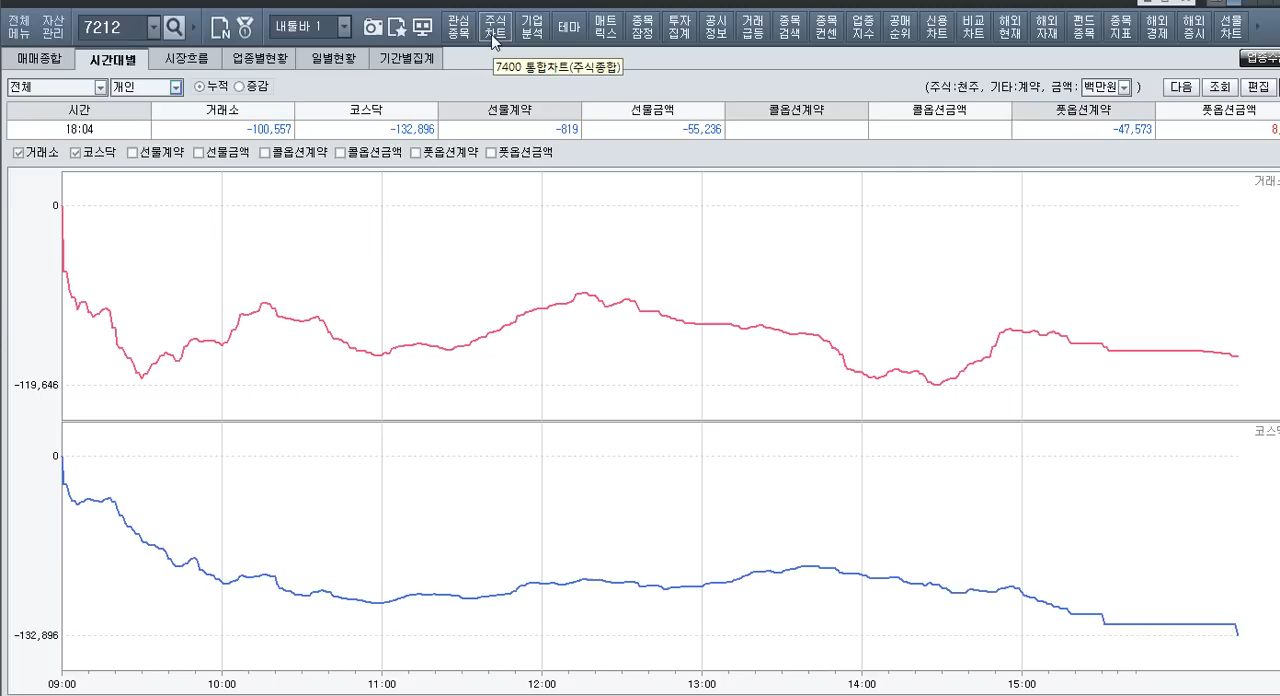 전체 자산 7212 내툴바 1 관심 주식 기업 테마 매트 종목 투자 공시 거래 종목 종목 업종 공매 신용 비교 해외 해외 펀드 종목 해외 해외 선물
메뉴 관리 종목 차트 분석 릭스 잠정 집계 정보 급등 검색 컨센 지수 순위 차트 차트 현재 자재 종목 지표 경제 증시 차트
매매종합 시간대별 시장흐름 업종별현황 일별현황 기간별집계 업종수
7400 통합차트(주식종합)
전체 개인 누적 증감 (주식:천주, 기타:계약, 금액: 백만원 ) 다음 조회 편집
시간 거래소 코스닥 선물계약 선물금액 콜옵션계약 콜옵션금액 풋옵션계약 풋옵션금액
18:04 -100,557 -132,896 -819 -55,236 -47,573 8,
거래소 코스닥 선물계약 선물금액 콜옵션계약 콜옵션금액 풋옵션계약 풋옵션금액
거래소
0
-119,646
코스닥
0
-132,896
09:00 10:00 11:00 12:00 13:00 14:00 15:00